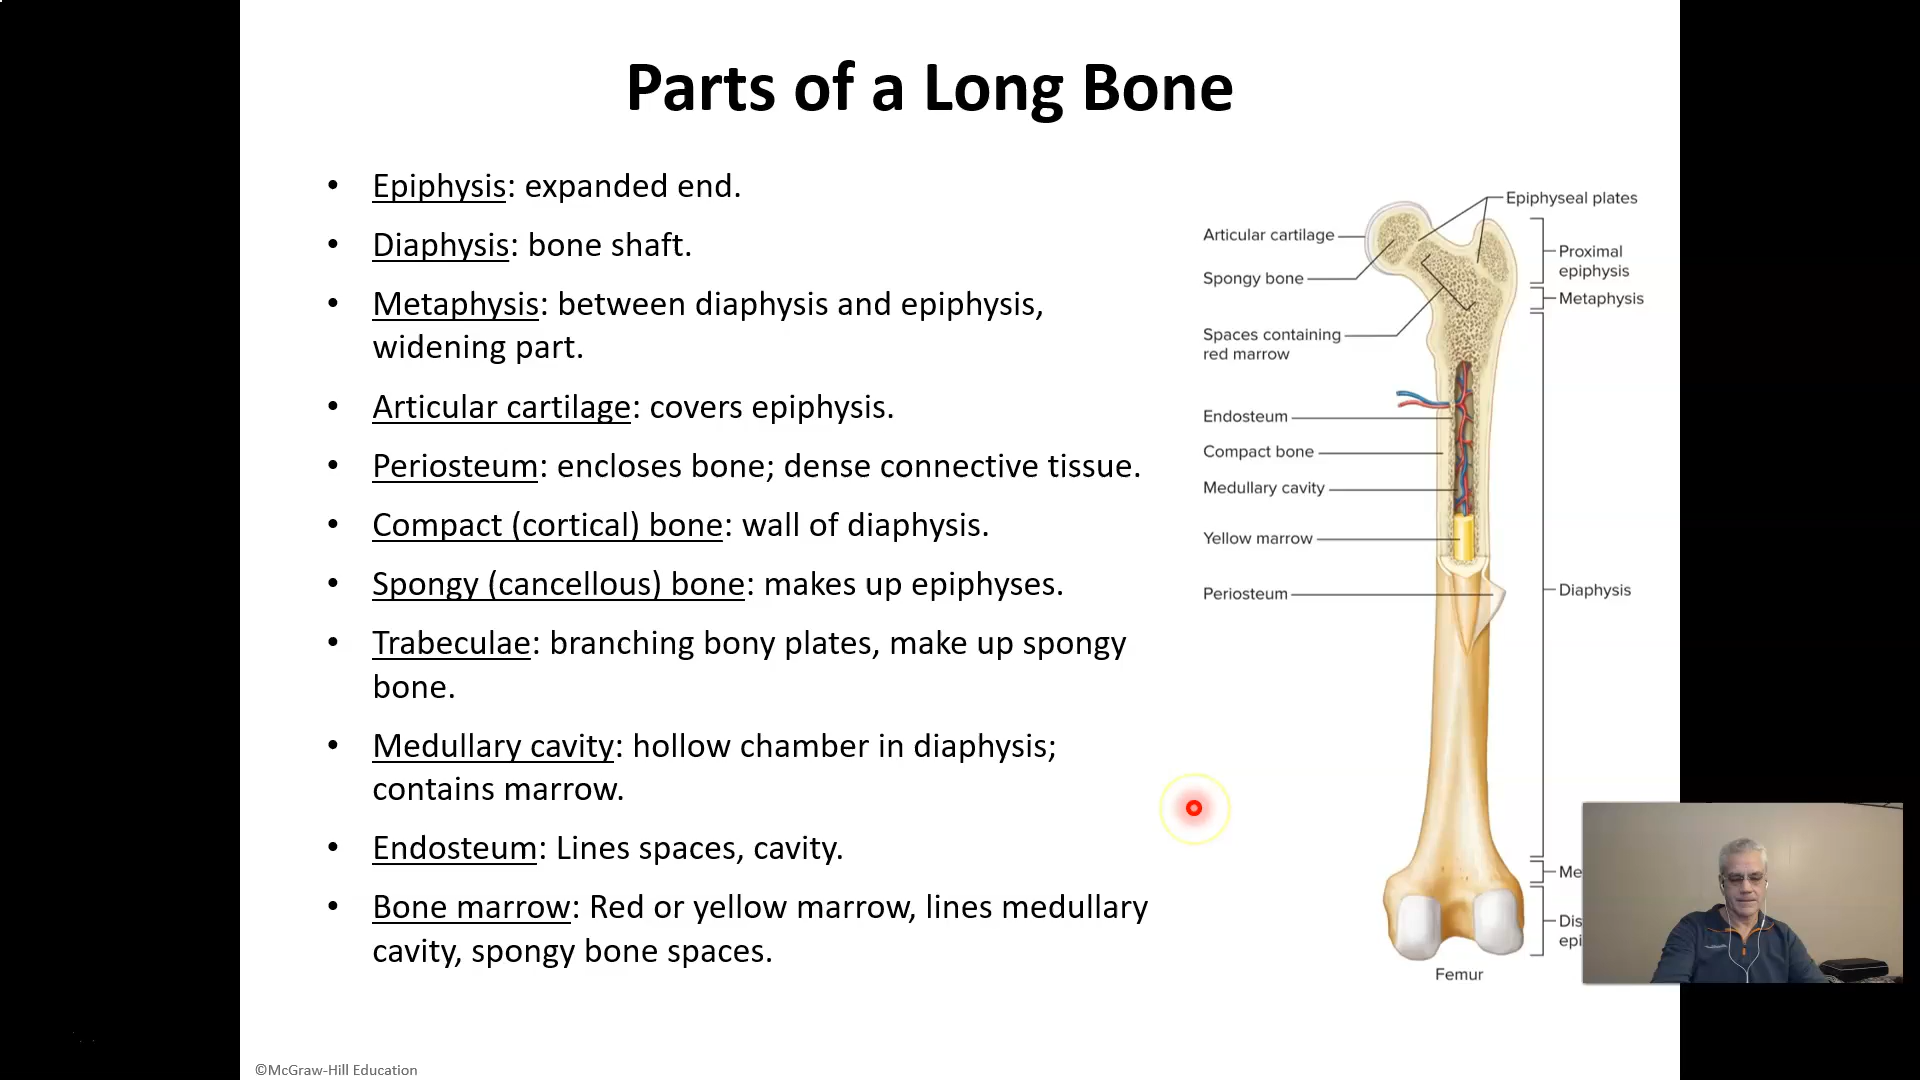 Parts of a Long Bone
• Epiphysis: expanded end.
• Diaphysis: bone shaft.
• Metaphysis: between diaphysis and epiphysis,
widening part.
• Articular cartilage: covers epiphysis.
• Periosteum: encloses bone; dense connective tissue.
• Compact (cortical) bone: wall of diaphysis.
• Spongy (cancellous) bone: makes up epiphyses.
• Trabeculae: branching bony plates, make up spongy
bone.
• Medullary cavity: hollow chamber in diaphysis;
contains marrow.
• Endosteum: Lines spaces, cavity.
• Bone marrow: Red or yellow marrow, lines medullary
cavity, spongy bone spaces.
Epiphyseal plates
Articular cartilage
Proximal
epiphysis
Spongy bone
Metaphysis
Spaces containing
red marrow
Endosteum
Compact bone
Medullary cavity
Yellow marrow
Periosteum
Diaphysis
Me
Dis
epi
Femur
©McGraw-Hill Education